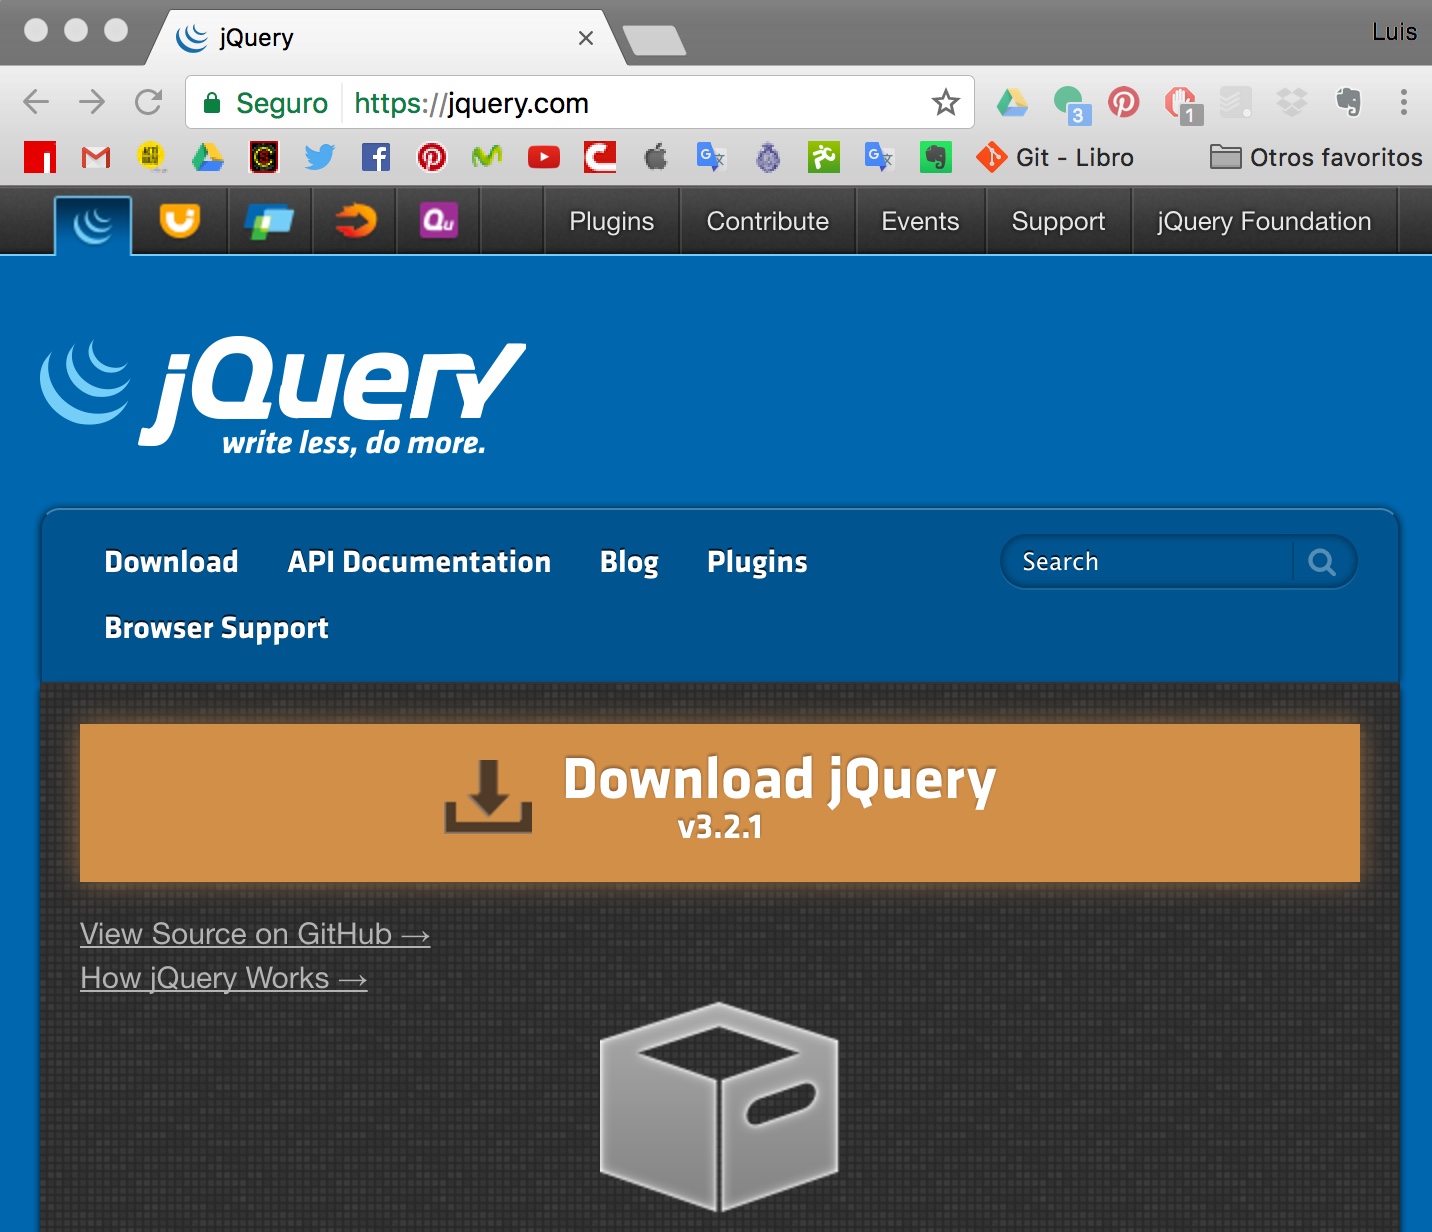 jQuery
Luis
Seguro https://jquery.com
3
1
Git - Libro
Otros favoritos
Qu
Plugins
Contribute
Events
Support
jQuery Foundation
jQuery
write less, do more.
Download
API Documentation
Blog
Plugins
Search
Browser Support
Download jQuery
v3.2.1
View Source on GitHub →
How jQuery Works →